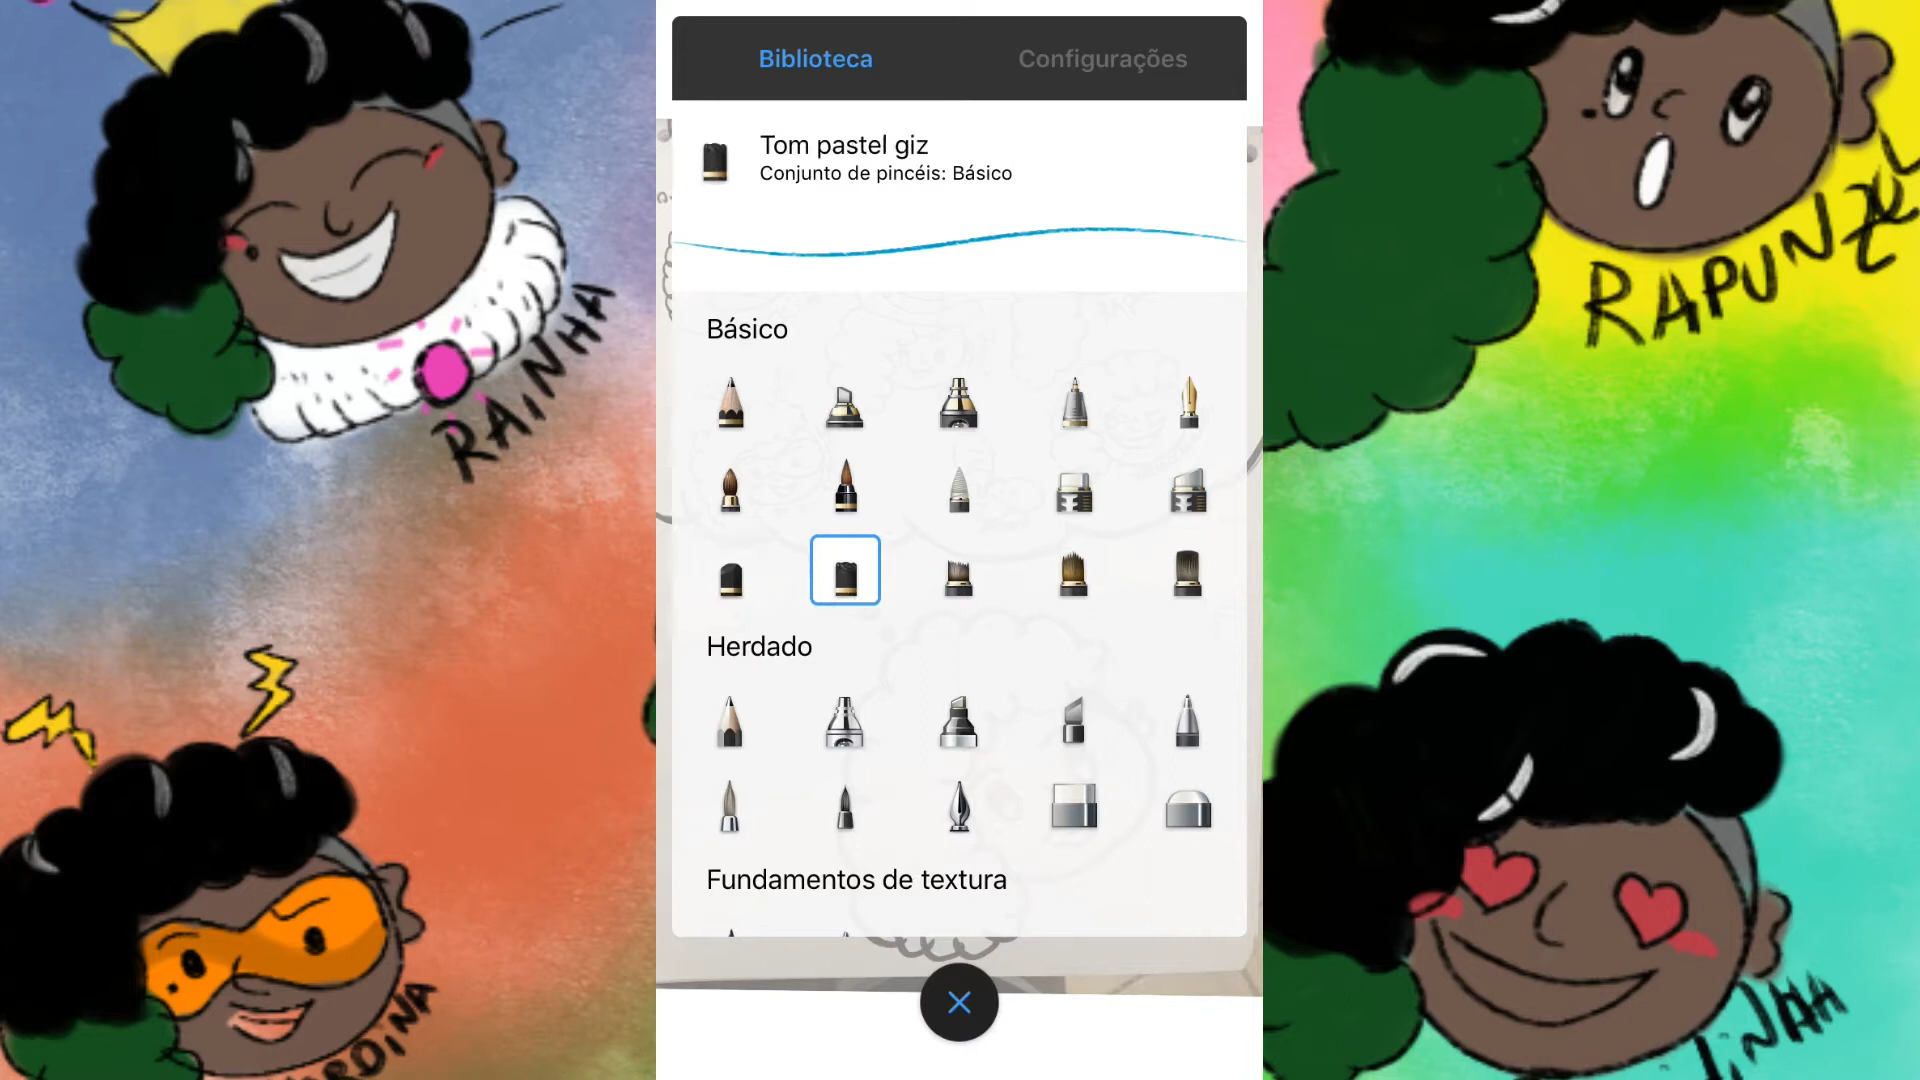 Biblioteca
Configurações
Tom pastel giz
Conjunto de pincéis: Básico
Básico
Herdado
Fundamentos de textura
RAINHA
RAPUNZEL